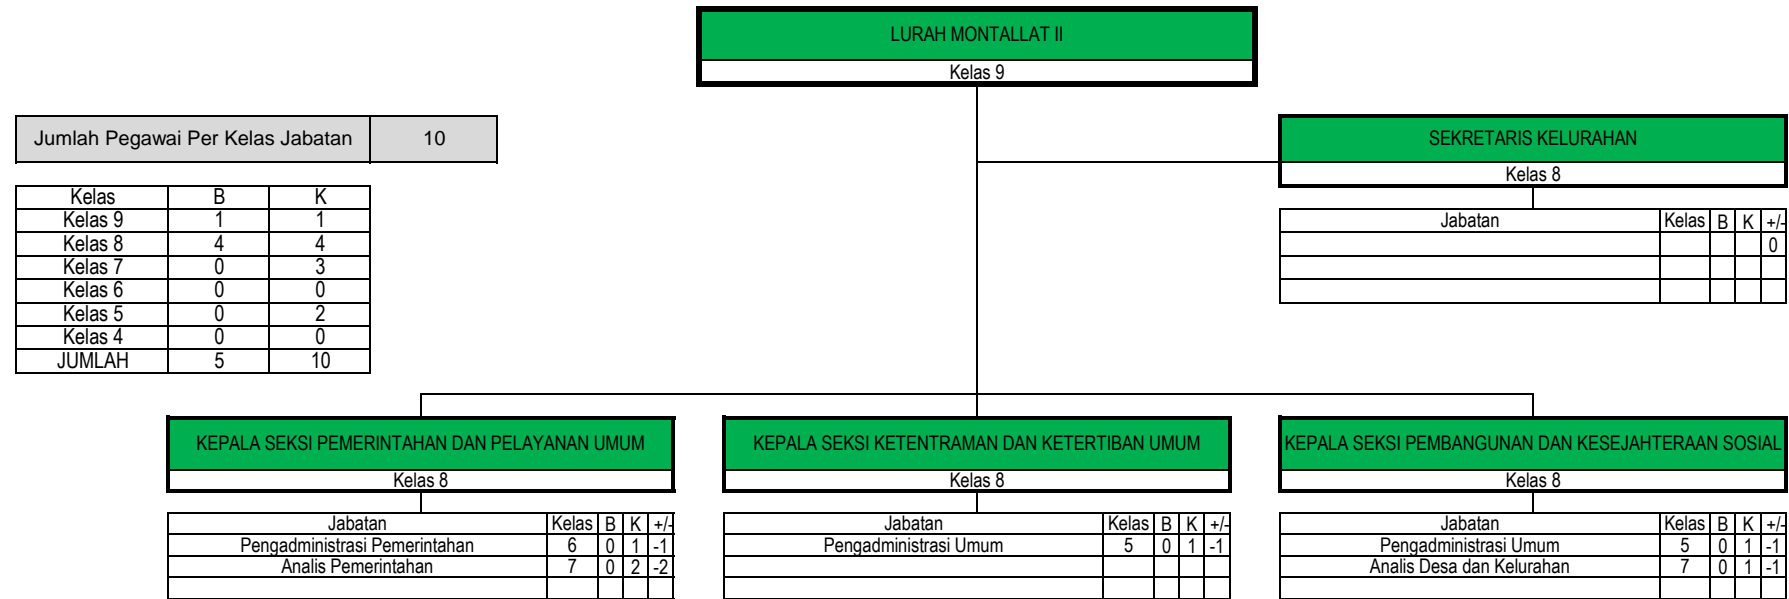 LURAH MONTALLAT II
Kelas 9
Jumlah Pegawai Per Kelas Jabatan 10
SEKRETARIS KELURAHAN
Kelas 8
Kelas B K
Kelas 9 1 1
Kelas 8 4 4
Kelas 7 0 3
Kelas 6 0 0
Kelas 5 0 2
Kelas 4 0 0
JUMLAH 5 10
Jabatan Kelas B K +/-
0
KEPALA SEKSI PEMERINTAHAN DAN PELAYANAN UMUM
Kelas 8
Jabatan Kelas B K +/-
Pengadministrasi Pemerintahan 6 0 1 -1
Analis Pemerintahan 7 0 2 -2
KEPALA SEKSI KETENTRAMAN DAN KETERTIBAN UMUM
Kelas 8
Jabatan Kelas B K +/-
Pengadministrasi Umum 5 0 1 -1
KEPALA SEKSI PEMBANGUNAN DAN KESEJAHTERAAN SOSIAL
Kelas 8
Jabatan Kelas B K +/-
Pengadministrasi Umum 5 0 1 -1
Analis Desa dan Kelurahan 7 0 1 -1